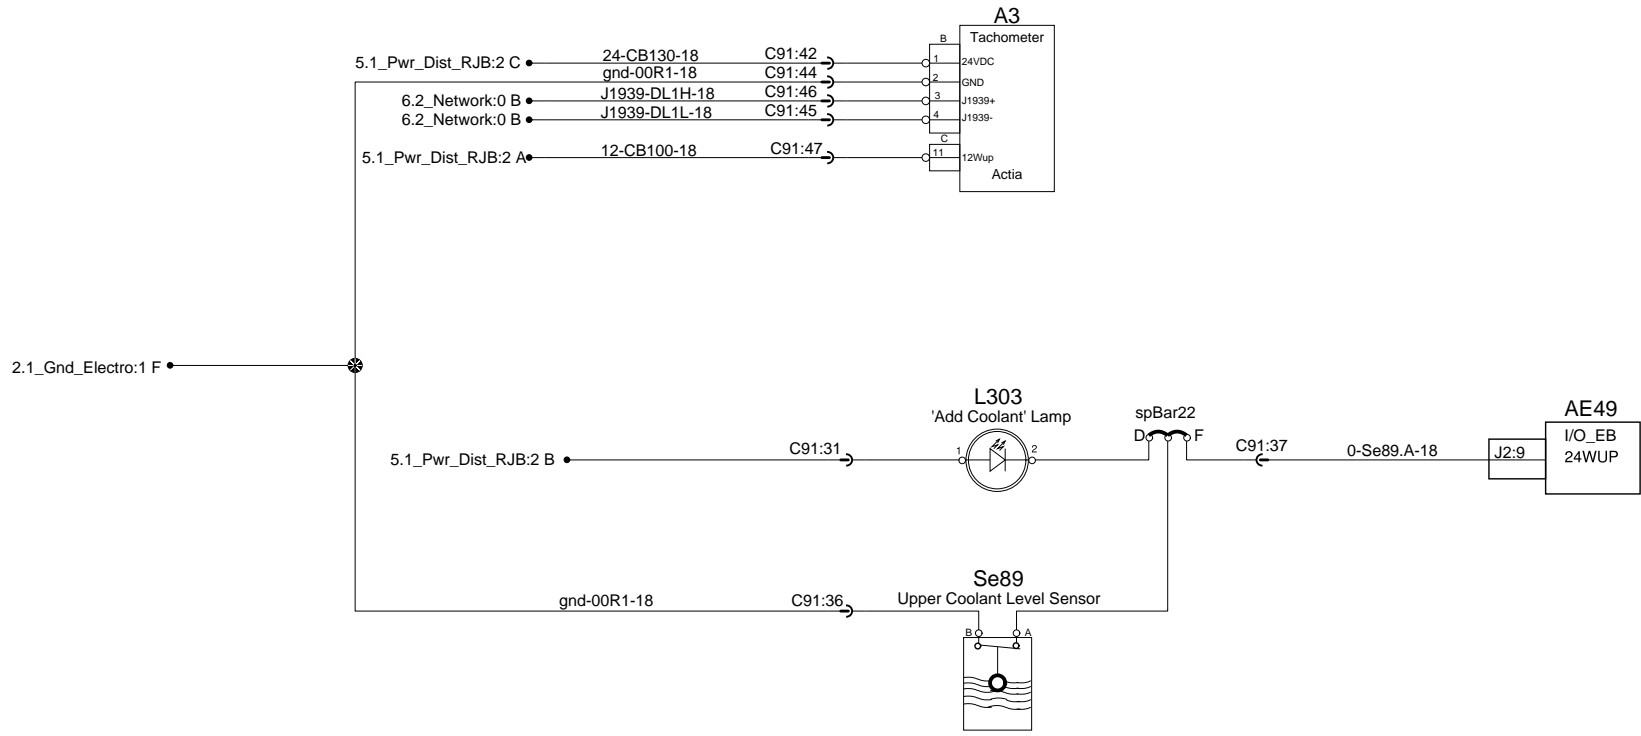 A3
Tachometer
B
5.1_Pwr_Dist_RJB:2 C 24-CB130-18 C91:42 1 24VDC
gnd-00R1-18 C91:44 2 GND
6.2_Network:0 B J1939-DL1H-18 C91:46 3 J1939+
6.2_Network:0 B J1939-DL1L-18 C91:45 4 J1939-
C
5.1_Pwr_Dist_RJB:2 A 12-CB100-18 C91:47 11 12Wup
Actia
2.1_Gnd_Electro:1 F
L303
'Add Coolant' Lamp
spBar22
AE49
D F
I/O_EB
5.1_Pwr_Dist_RJB:2 B C91:31 1 2 C91:37 0-Se89.A-18 J2:9 24WUP
Se89
Upper Coolant Level Sensor
gnd-00R1-18 C91:36
B A